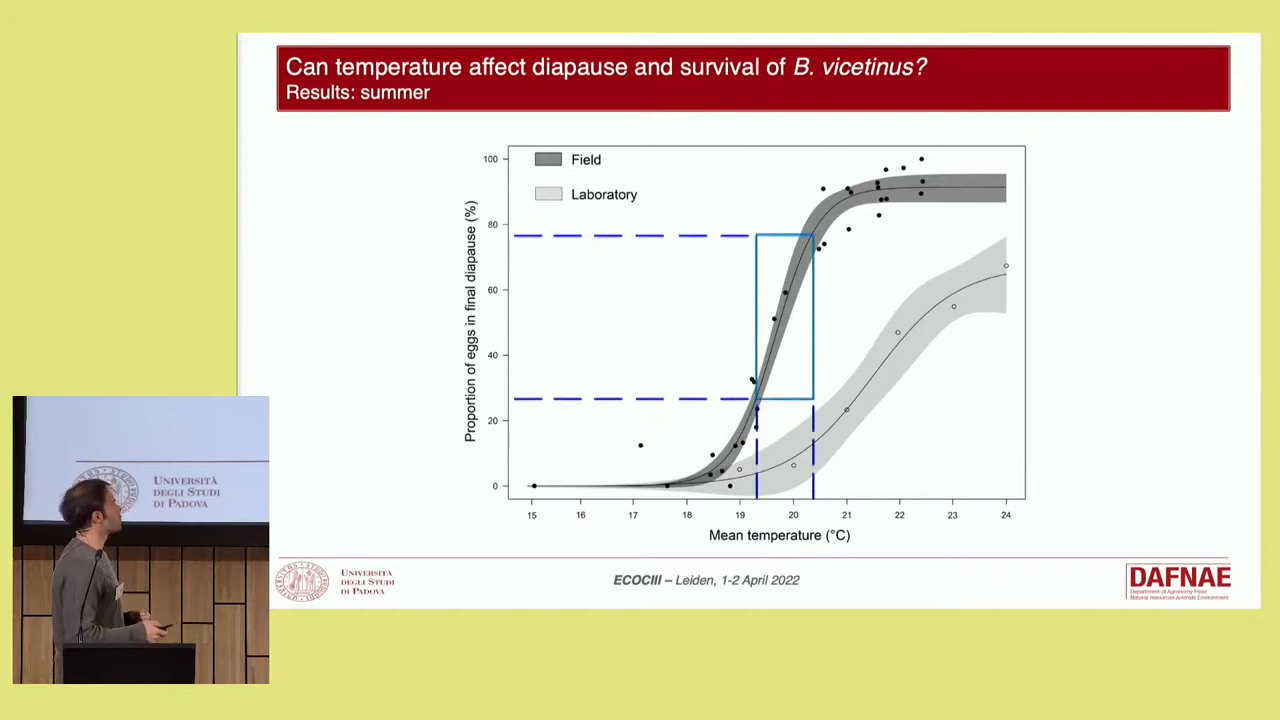 Can temperature affect diapause and survival of B. vicetinus?
Results: summer
Field
Laboratory
Proportion of eggs in final diapause (%)
100
80
60
40
20
0
15 16 17 18 19 20 21 22 23 24
Mean temperature (°C)
UNIVERSITÀ
DEGLI STUDI
DI PADOVA
ECOCIII – Leiden, 1-2 April 2022
DAFNAE
Department of Agronomy Food
Natural resources Animals Environment
UNIVERSITÀ
DEGLI STUDI
DI PADOVA